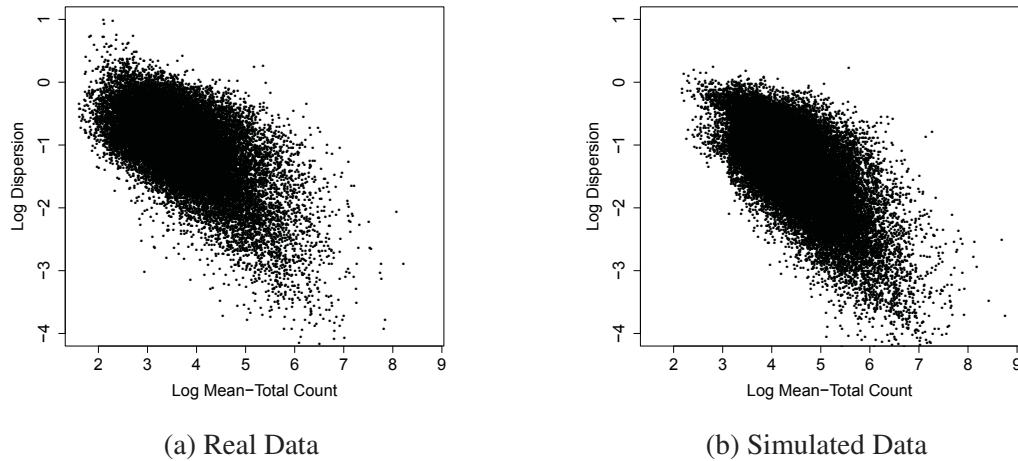 1
0
−1
−2
−3
−4
Log Dispersion
2 3 4 5 6 7 8 9
Log Mean−Total Count
(a) Real Data
1
0
−1
−2
−3
−4
Log Dispersion
2 3 4 5 6 7 8 9
Log Mean−Total Count
(b) Simulated Data